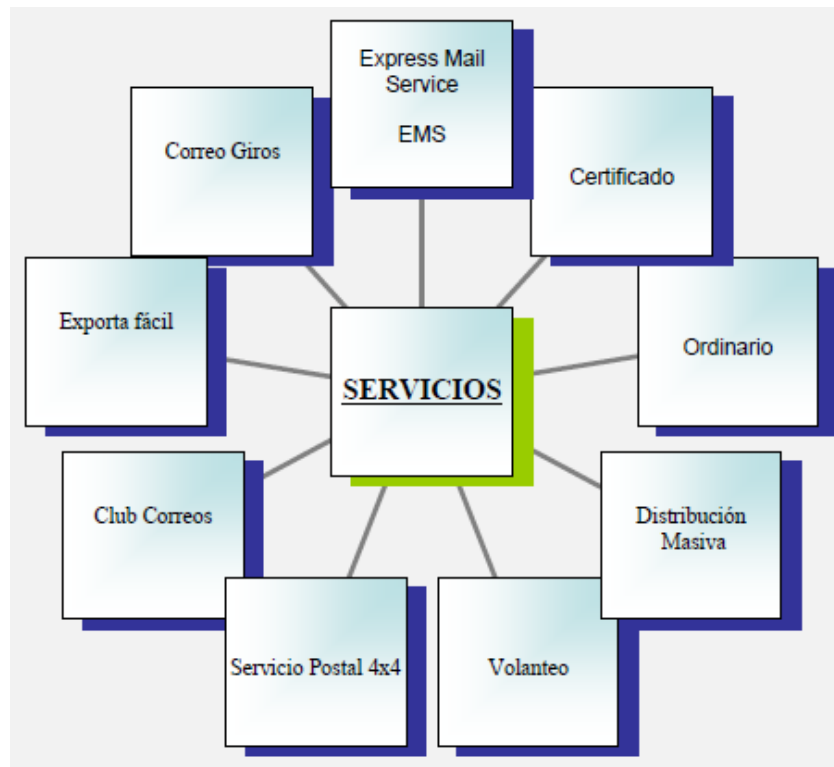 Express Mail
Service
EMS
Correo Giros
Certificado
Exporta fácil
Ordinario
SERVICIOS
Club Correos
Distribución
Masiva
Servicio Postal 4x4
Volanteo